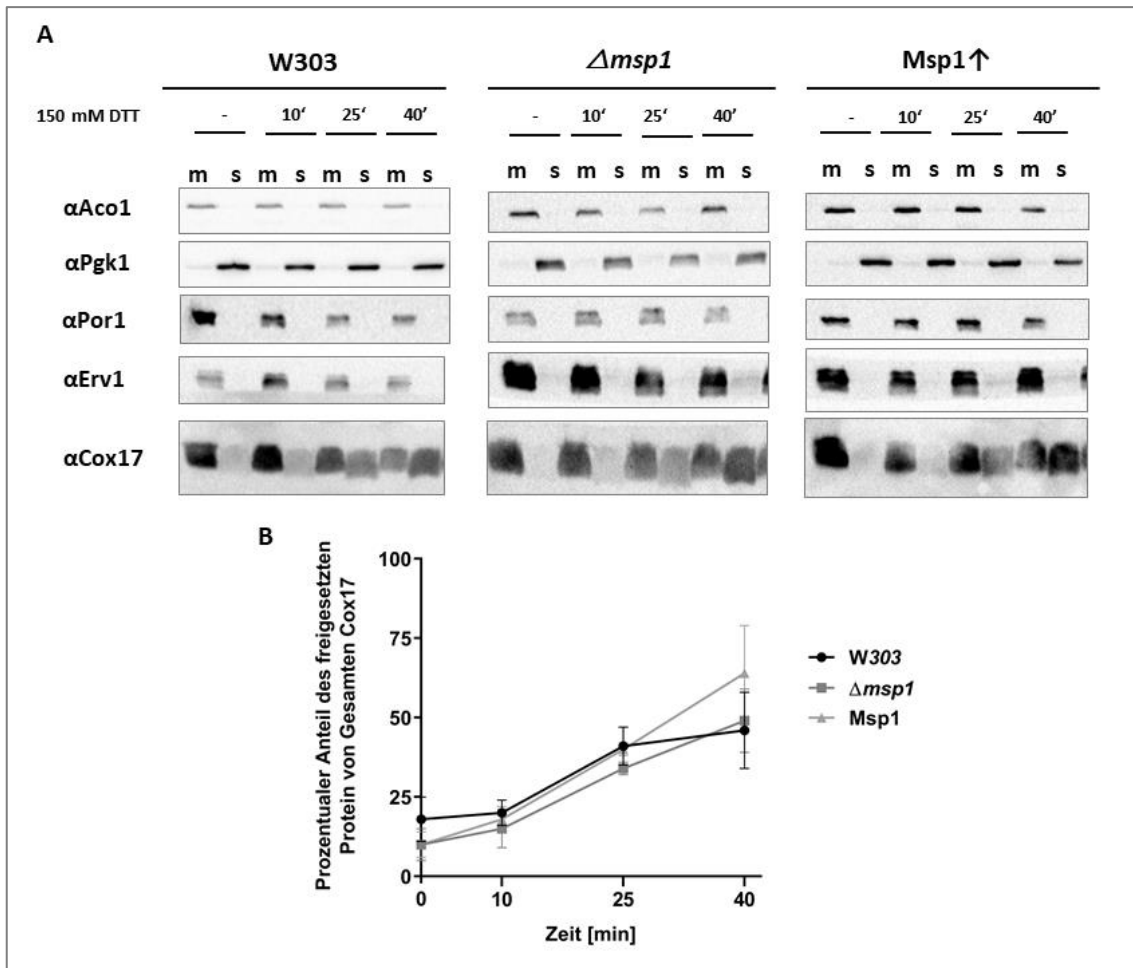 A
W303
Δmsp1
Msp1↑
150 mM DTT
- 10‘ 25‘ 40’
- 10‘ 25‘ 40’
- 10‘ 25‘ 40’
m s m s m s m s
m s m s m s m s
m s m s m s m s
αAco1
αPgk1
αPor1
αErv1
αCox17
B
Prozentualer Anteil des freigesetzten
Protein von Gesamten Cox17
100
75
50
25
0
0 10 25 40
Zeit [min]
W303
Δmsp1
Msp1